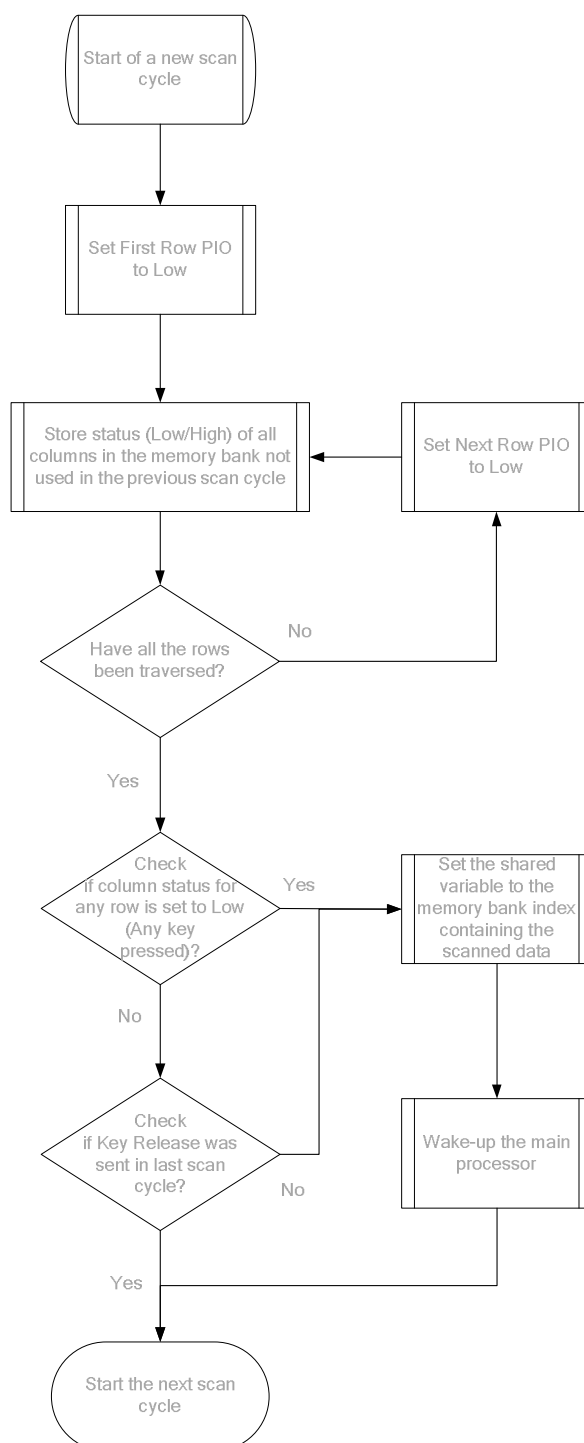 Start of a new scan
cycle
Set First Row PIO
to Low
Store status (Low/High) of all
columns in the memory bank not
used in the previous scan cycle
Set Next Row PIO
to Low
Have all the rows
been traversed?
No
Yes
Check
if column status for
any row is set to Low
(Any key
pressed)?
Yes
Set the shared
variable to the
memory bank index
containing the
scanned data
No
Check
if Key Release was
sent in last scan
cycle?
No
Wake-up the main
processor
Yes
Start the next scan
cycle